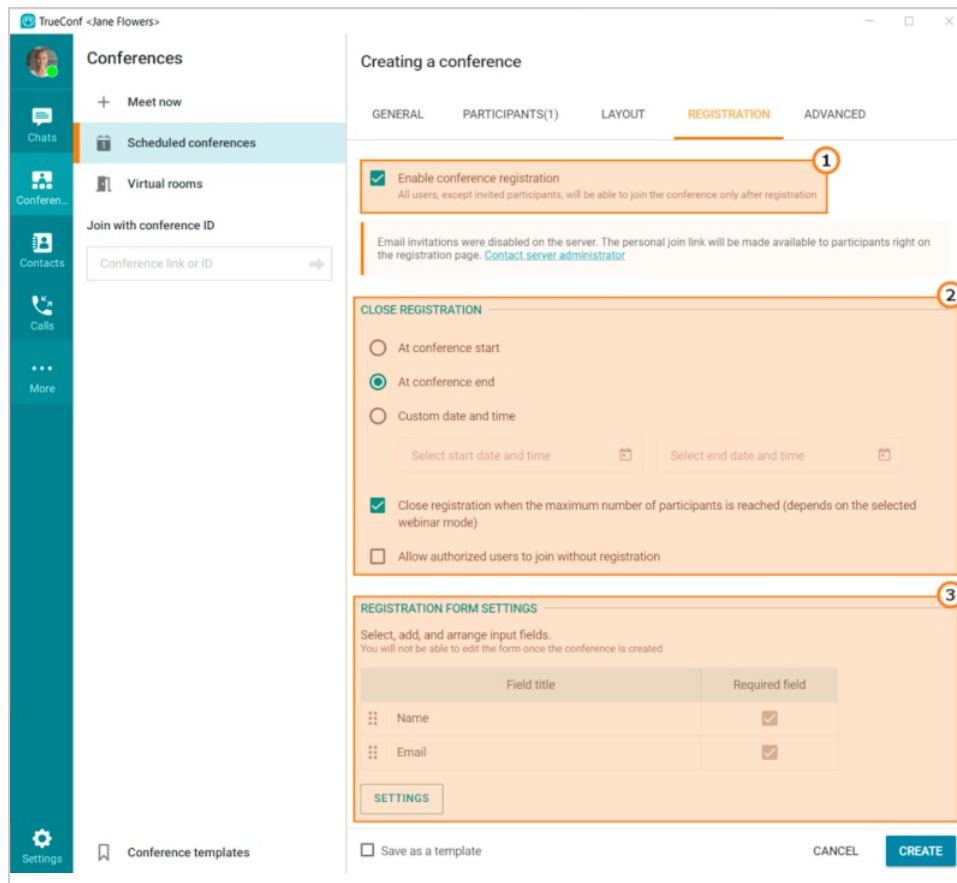 TrueConf <Jane Flowers>
Conferences
Creating a conference
Meet now
GENERAL PARTICIPANTS(1) LAYOUT REGISTRATION ADVANCED
Chats
Scheduled conferences
1
Enable conference registration
All users, except invited participants, will be able to join the conference only after registration
Virtual rooms
Conferen...
Join with conference ID
Email invitations were disabled on the server. The personal join link will be made available to participants right on
the registration page. Contact server administrator
Contacts
Conference link or ID
2
CLOSE REGISTRATION
Calls
At conference start
More
At conference end
Custom date and time
Select start date and time Select end date and time
Close registration when the maximum number of participants is reached (depends on the selected
webinar mode)
Allow authorized users to join without registration
3
REGISTRATION FORM SETTINGS
Select, add, and arrange input fields.
You will not be able to edit the form once the conference is created
Field title Required field
Name
Email
SETTINGS
Settings
Conference templates
Save as a template
CANCEL
CREATE